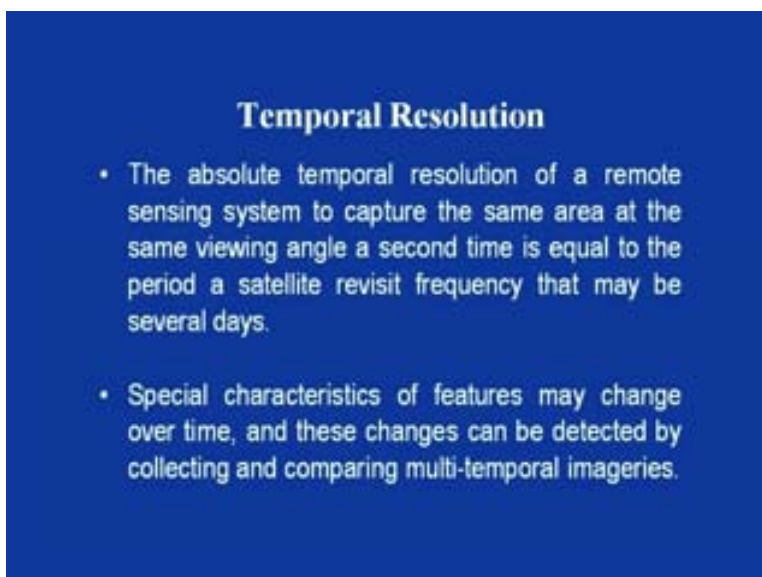 Temporal Resolution
• The absolute temporal resolution of a remote
sensing system to capture the same area at the
same viewing angle a second time is equal to the
period a satellite revisit frequency that may be
several days.
• Special characteristics of features may change
over time, and these changes can be detected by
collecting and comparing multi-temporal imageries.